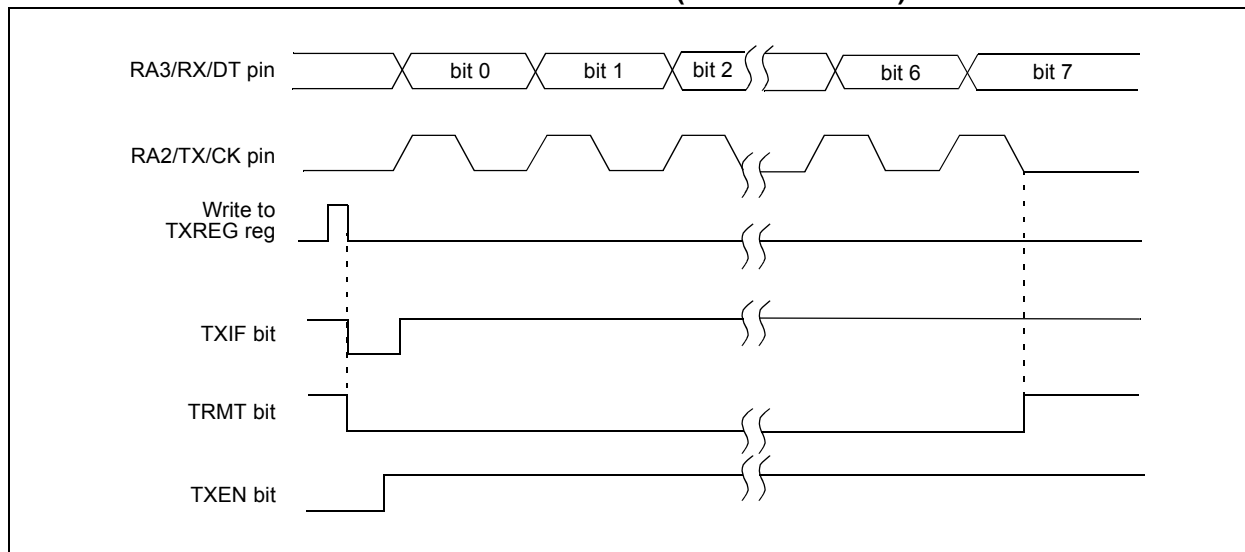 RA3/RX/DT pin
bit 0
bit 1
bit 2
bit 6
bit 7
RA2/TX/CK pin
Write to
TXREG reg
TXIF bit
TRMT bit
TXEN bit